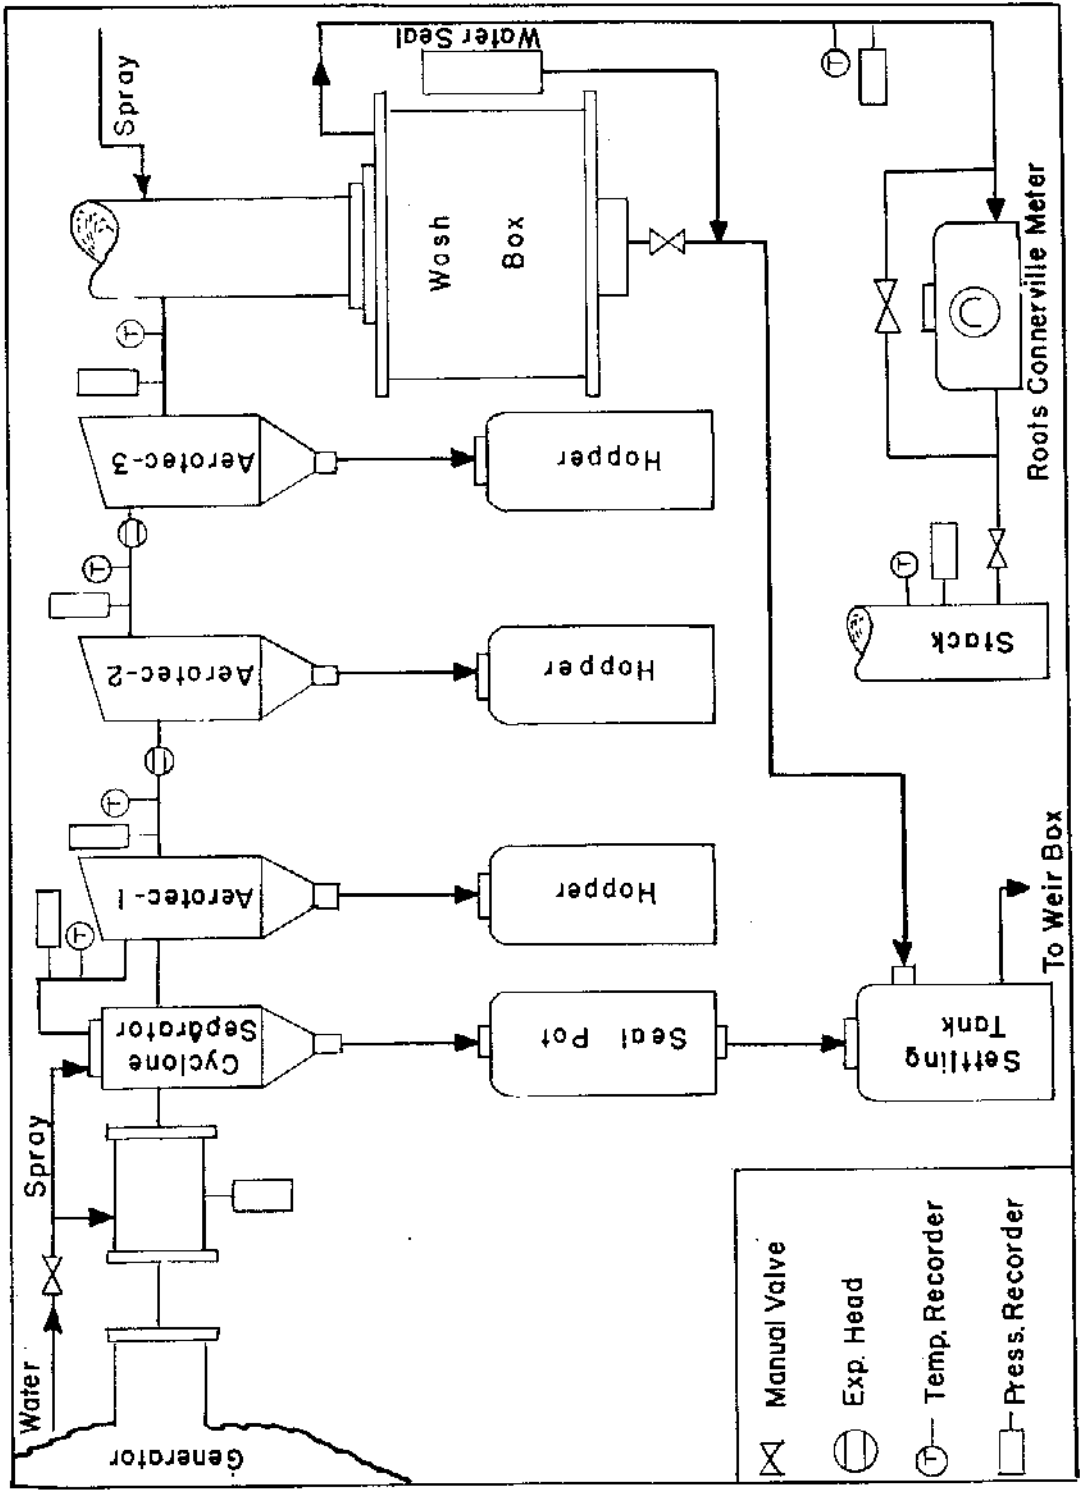 Water
Spray
Spray
Generator
Cyclone
Separator
Aerotec-1
Aerotec-2
Aerotec-3
Wash
Box
Water Seal
Seal Pot
Hopper
Hopper
Hopper
Settling
Tank
To Weir Box
Stack
Roots Connerville Meter
T
T
T
T
T
T
Manual Valve
Exp. Head
T
Temp. Recorder
Press. Recorder